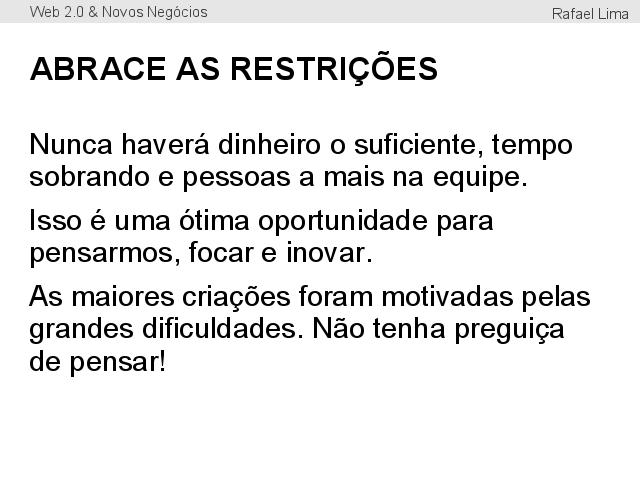 Web 2.0 & Novos Negócios
Rafael Lima
ABRACE AS RESTRIÇÕES
Nunca haverá dinheiro o suficiente, tempo
sobrando e pessoas a mais na equipe.
Isso é uma ótima oportunidade para
pensarmos, focar e inovar.
As maiores criações foram motivadas pelas
grandes dificuldades. Não tenha preguiça
de pensar!